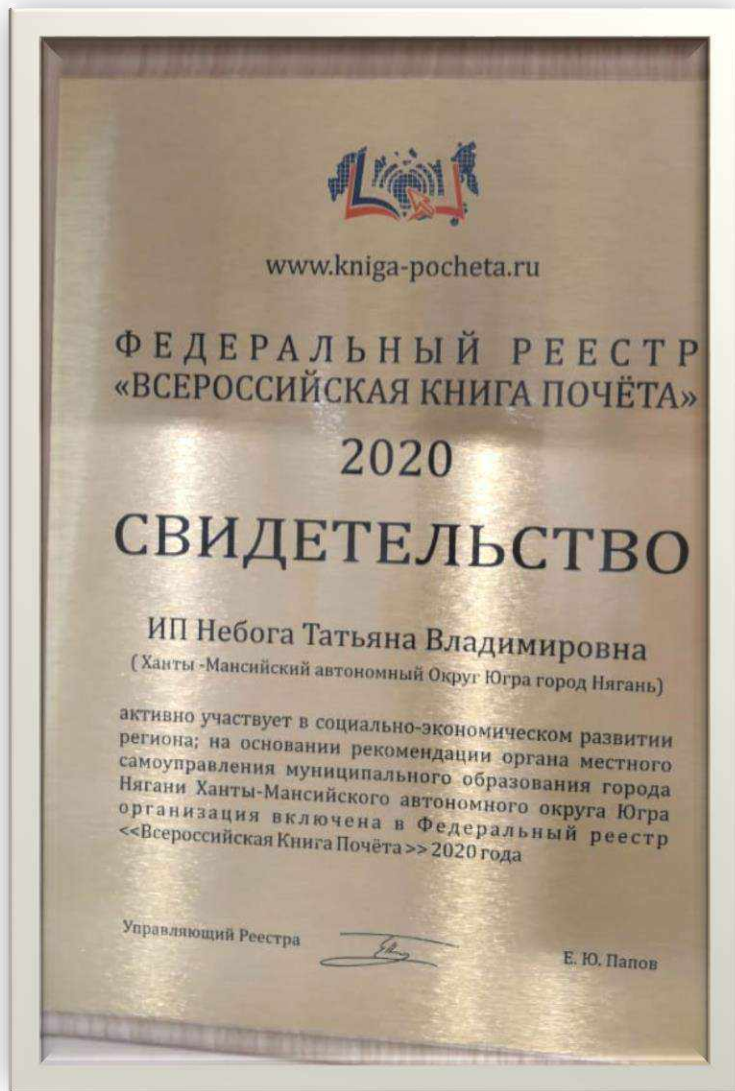 www.kniga-pocheta.ru
ФЕДЕРАЛЬНЫЙ РЕЕСТР
«ВСЕРОССИЙСКАЯ КНИГА ПОЧЁТА»
2020
СВИДЕТЕЛЬСТВО
ИП Небога Татьяна Владимировна
( Ханты -Мансийский автономный Округ Югра город Нягань)
активно участвует в социально-экономическом развитии
региона; на основании рекомендации органа местного
самоуправления муниципального образования города
Нягани Ханты-Мансийского автономного округа Югра
организация включена в Федеральный реестр
<<Всероссийская Книга Почёта>> 2020 года
Управляющий Реестра
Е. Ю. Папов